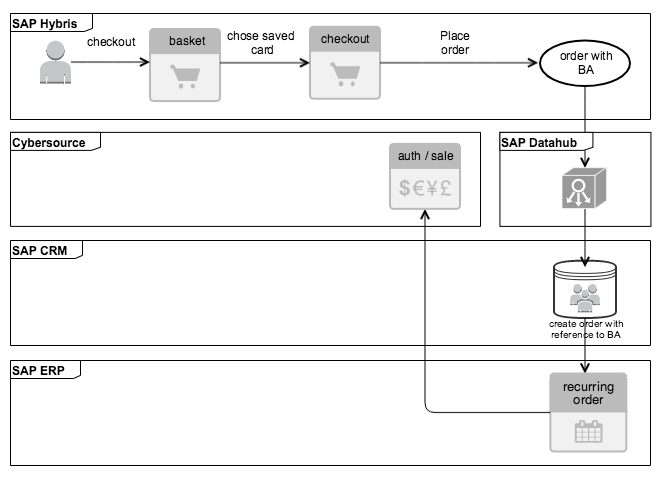 SAP Hybris
checkout
basket
chose saved
card
checkout
Place
order
order with
BA
Cybersource
auth / sale
$€¥£
SAP Datahub
SAP CRM
create order with
reference to BA
SAP ERP
recurring
order